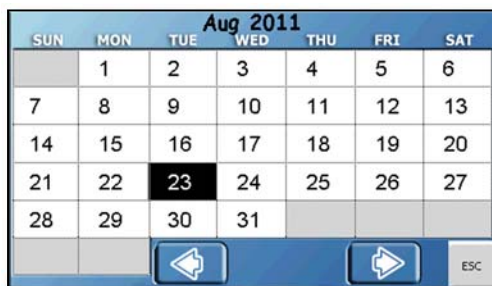 Aug 2011
SUN MON TUE WED THU FRI SAT
1 2 3 4 5 6
7 8 9 10 11 12 13
14 15 16 17 18 19 20
21 22 23 24 25 26 27
28 29 30 31
ESC